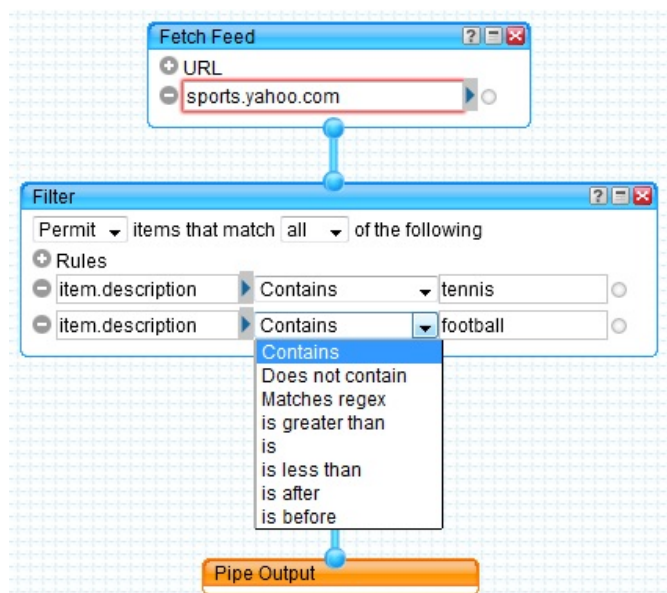 Fetch Feed
URL
sports.yahoo.com
Filter
Permit items that match all of the following
Rules
item.description Contains tennis
item.description Contains football
Contains
Does not contain
Matches regex
is greater than
is
is less than
is after
is before
Pipe Output